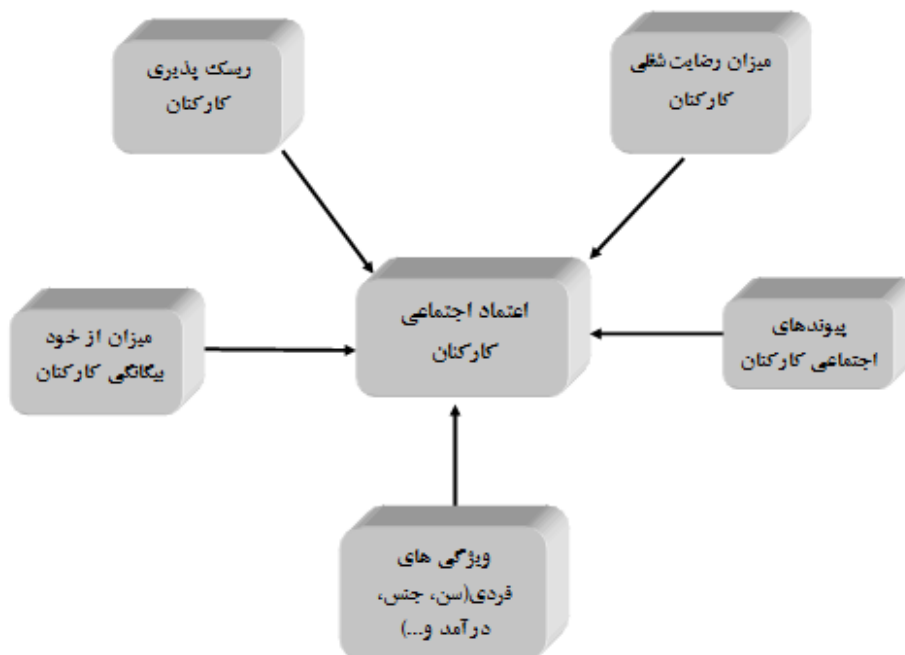 ریسک پذیری
کارکنان
میزان رضایت شغلی
کارکنان
اعتماد اجتماعی
کارکنان
میزان از خود
بیگانگی کارکنان
پیوندهای
اجتماعی کارکنان
ویژگی های
فردی(سن، جنس،
درآمد و...)